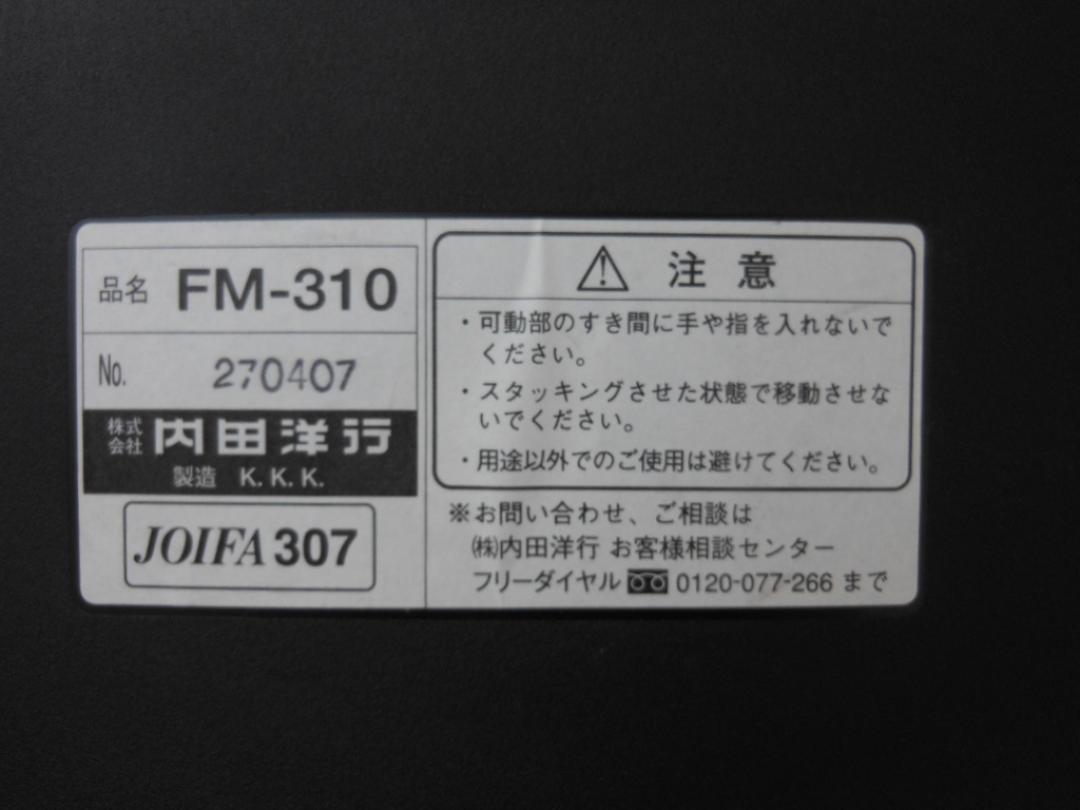 品名 FM-310
No. 270407
株式会社 内田洋行
製造 K.K.K.
JOIFA 307
⚠ 注意
・可動部のすき間に手や指を入れないで
ください。
・スタッキングさせた状態で移動させな
いでください。
・用途以外でのご使用は避けてください。
※お問い合わせ、ご相談は
㈱内田洋行 お客様相談センター
フリーダイヤル 0120-077-266 まで